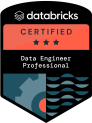 databricks
CERTIFIED
Data Engineer
Professional